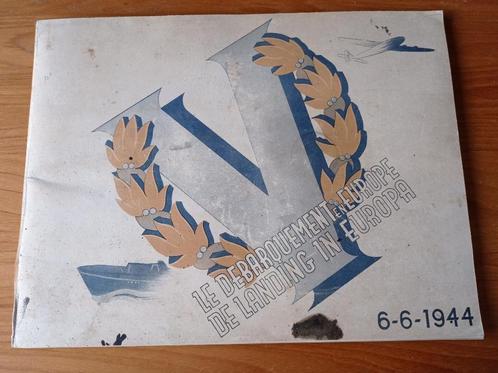 V
LE DEBARQUEMENT EN EUROPE
DE LANDING IN EUROPA
6-6-1944